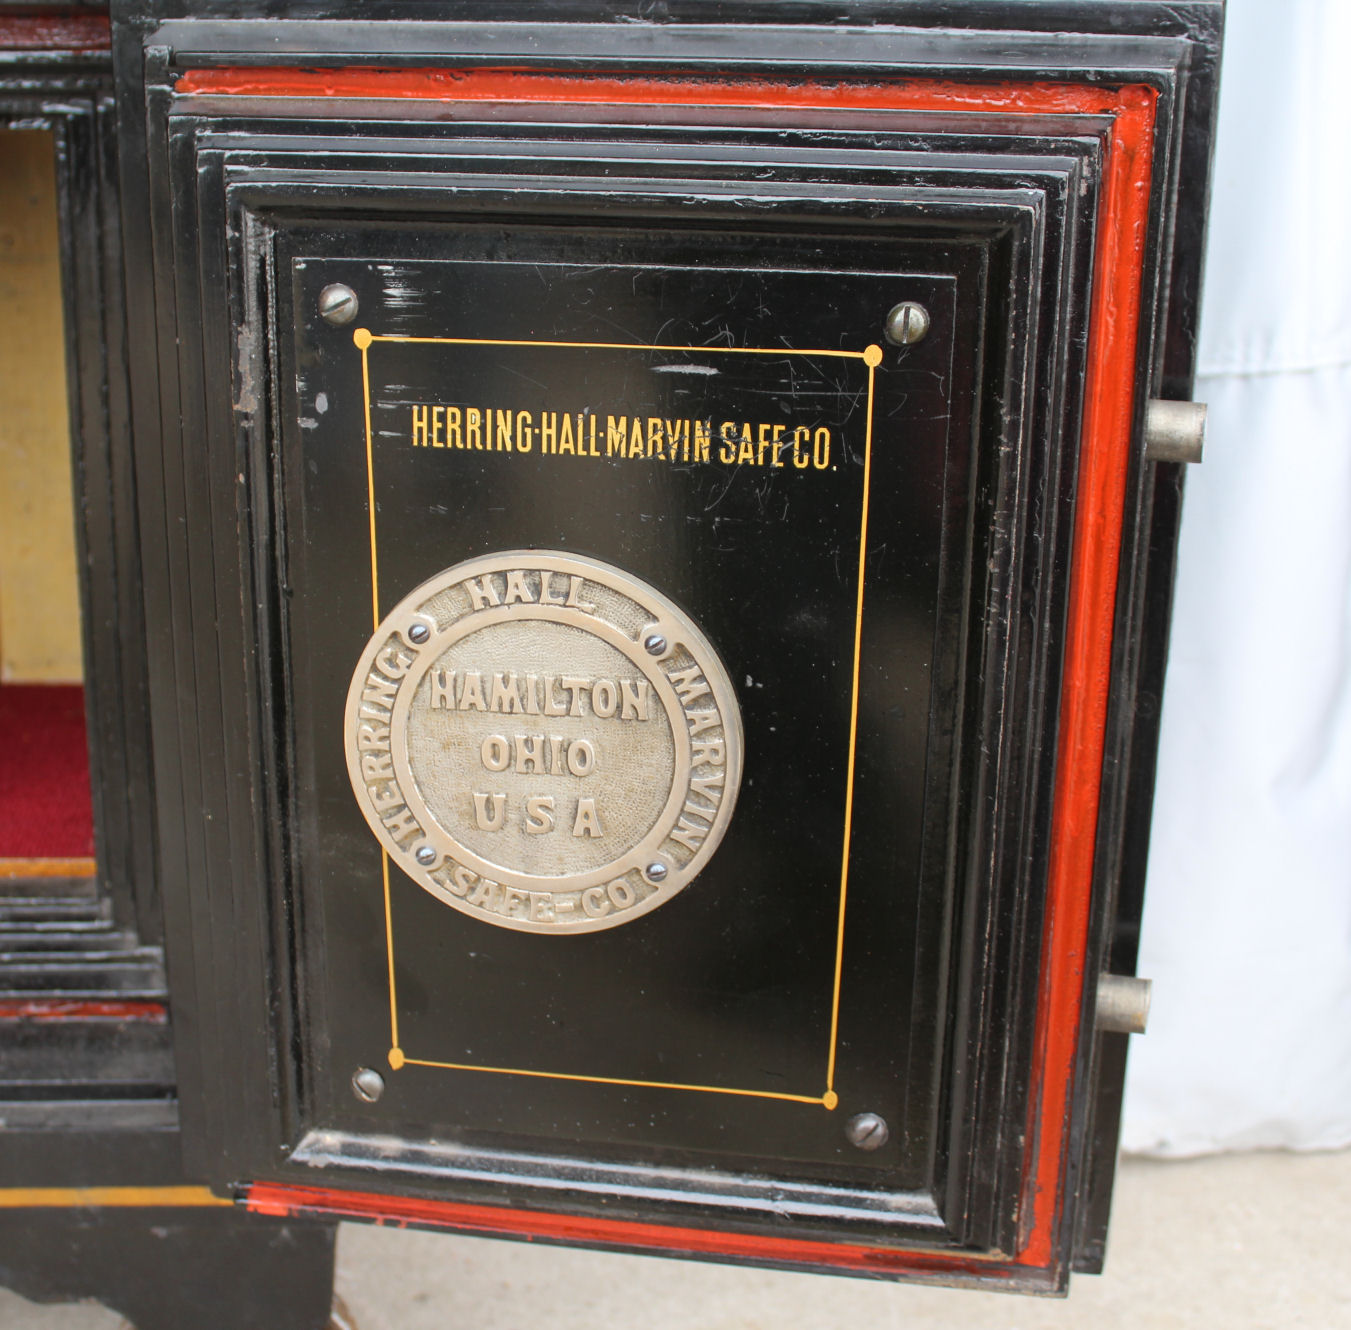 HERRING·HALL·MARVIN SAFE CO.
HERRING HALL MARVIN
HAMILTON
OHIO
USA
SAFE-CO